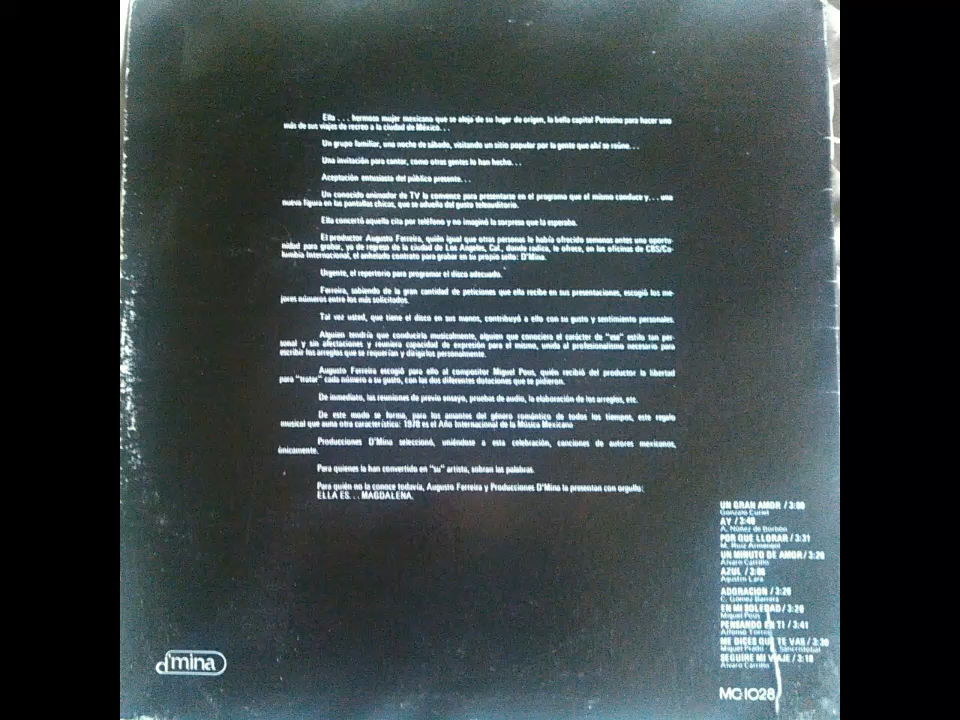 Ella . . . hermosa mujer mexicana que se aleja de su lugar de origen, la bella capital Potosina para hacer uno
más de sus viajes de recreo a la ciudad de México. . .
Un grupo familiar, una noche de sábado, visitando un sitio popular por la gente que ahí se reúne. . .
Una invitación para cantar, como otras gentes lo han hecho. . .
Aceptación entusiasta del público presente. . .
Un conocido animador de TV la convence para presentarse en el programa que el mismo conduce y. . . una
nueva figura en las pantallas chicas, que se adueña del gusto teleauditorio.
Ella concertó aquella cita por teléfono y no imaginó la sorpresa que la esperaba.
El productor Augusto Ferreira, quién igual que otras personas le había ofrecido semanas antes una oportu-
nidad para grabar, ya de regreso de la ciudad de Los Angeles, Cal., donde radica, le ofrece, en las oficinas de CBS/Co-
lumbia Internacional, el anhelado contrato para grabar en su propio sello: D'Mina.
Urgente, el repertorio para programar el disco adecuado.
Ferreira, sabiendo de la gran cantidad de peticiones que ella recibe en sus presentaciones, escogió los me-
jores números entre los más solicitados.
Tal vez usted, que tiene el disco en sus manos, contribuyó a ello con su gusto y sentimiento personales.
Alguien tendría que conducirla musicalmente, alguien que conociera el carácter de "ese" estilo tan per-
sonal y sin afectaciones y reuniera capacidad de expresión para el mismo, unida al profesionalismo necesario para
escribir los arreglos que se requerían y dirigirlos personalmente.
Augusto Ferreira escogió para ello al compositor Miguel Pous, quién recibió del productor la libertad
para "tratar" cada número a su gusto, con las dos diferentes dotaciones que te pidieron.
De inmediato, las reuniones de previo ensayo, pruebas de audio, la elaboración de los arreglos, etc.
De este modo se forma, para los amantes del género romántico de todos los tiempos, este regalo
musical que auna otra característica: 1978 es el Año Internacional de la Música Mexicana
Producciones D'Mina seleccionó, uniéndose a esta celebración, canciones de autores mexicanos,
únicamente.
Para quienes la han convertido en "su" artista, sobran las palabras.
Para quién no la conoce todavía, Augusto Ferreira y Producciones D'Mina la presentan con orgullo:
ELLA ES. . . MAGDALENA.
UN GRAN AMOR / 3:00
Gonzalo Curiel
AY / 3:40
A. Núñez de Borbón
POR QUE LLORAR / 3:31
M. Ruiz Armengol
UN MINUTO DE AMOR / 3:26
Alvaro Carrillo
AZUL /
Agustín Lara
ADORACION / 3:26
C. Gómez Barrera
EN MI SOLEDAD / 3:29
Miguel Pous
PENSANDO EN TI / 3:41
Alfonso Torres
ME DICES QUE TE VAS / 3:30
Miguel Prado - Sancristóbal
SEGUIRE MI VIAJE / 3:18
Alvaro Carrillo
d'mina
MC 1028